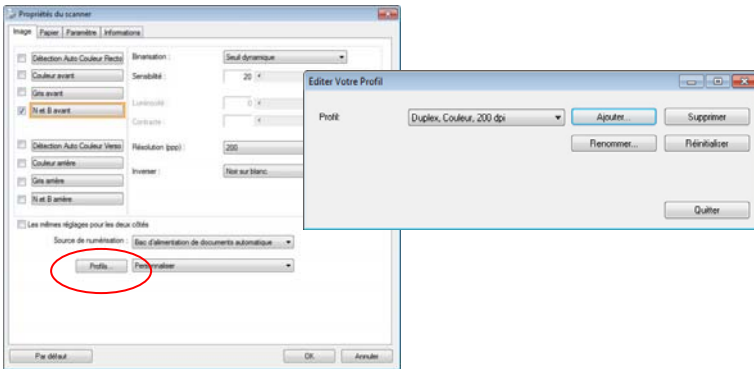 Propriétés du scanner
Image Papier Paramètre Informations
Détection Auto Couleur Recto
Binarisation :
Seuil dynamique
Couleur avant
Sensibilité :
20
Gris avant
N et B avant
Luminosité :
0
Contraste :
Détection Auto Couleur Verso
Résolution (ppp) :
200
Couleur arrière
Inverser :
Noir sur blanc
Gris arrière
N et B arrière
Les mêmes réglages pour les deux côtés
Source de numérisation :
Bac d'alimentation de documents automatique
Profils...
Personnaliser
Par défaut
OK
Annuler
Editer Votre Profil
Profil:
Duplex, Couleur, 200 dpi
Ajouter...
Supprimer
Renommer...
Réinitialiser
Quitter